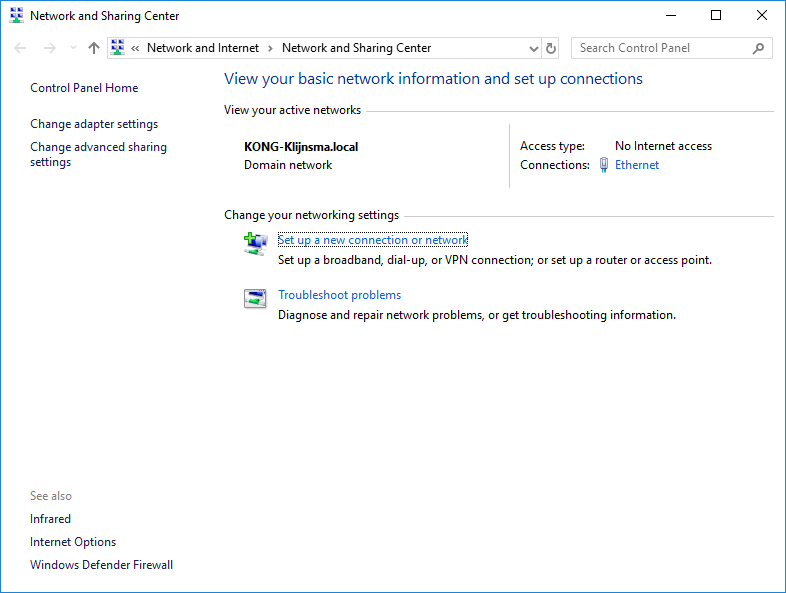 Network and Sharing Center
« Network and Internet › Network and Sharing Center
Search Control Panel
Control Panel Home
Change adapter settings
Change advanced sharing
settings
View your basic network information and set up connections
View your active networks
KONG-Klijnsma.local
Domain network
Access type: No Internet access
Connections: Ethernet
Change your networking settings
Set up a new connection or network
Set up a broadband, dial-up, or VPN connection; or set up a router or access point.
Troubleshoot problems
Diagnose and repair network problems, or get troubleshooting information.
See also
Infrared
Internet Options
Windows Defender Firewall